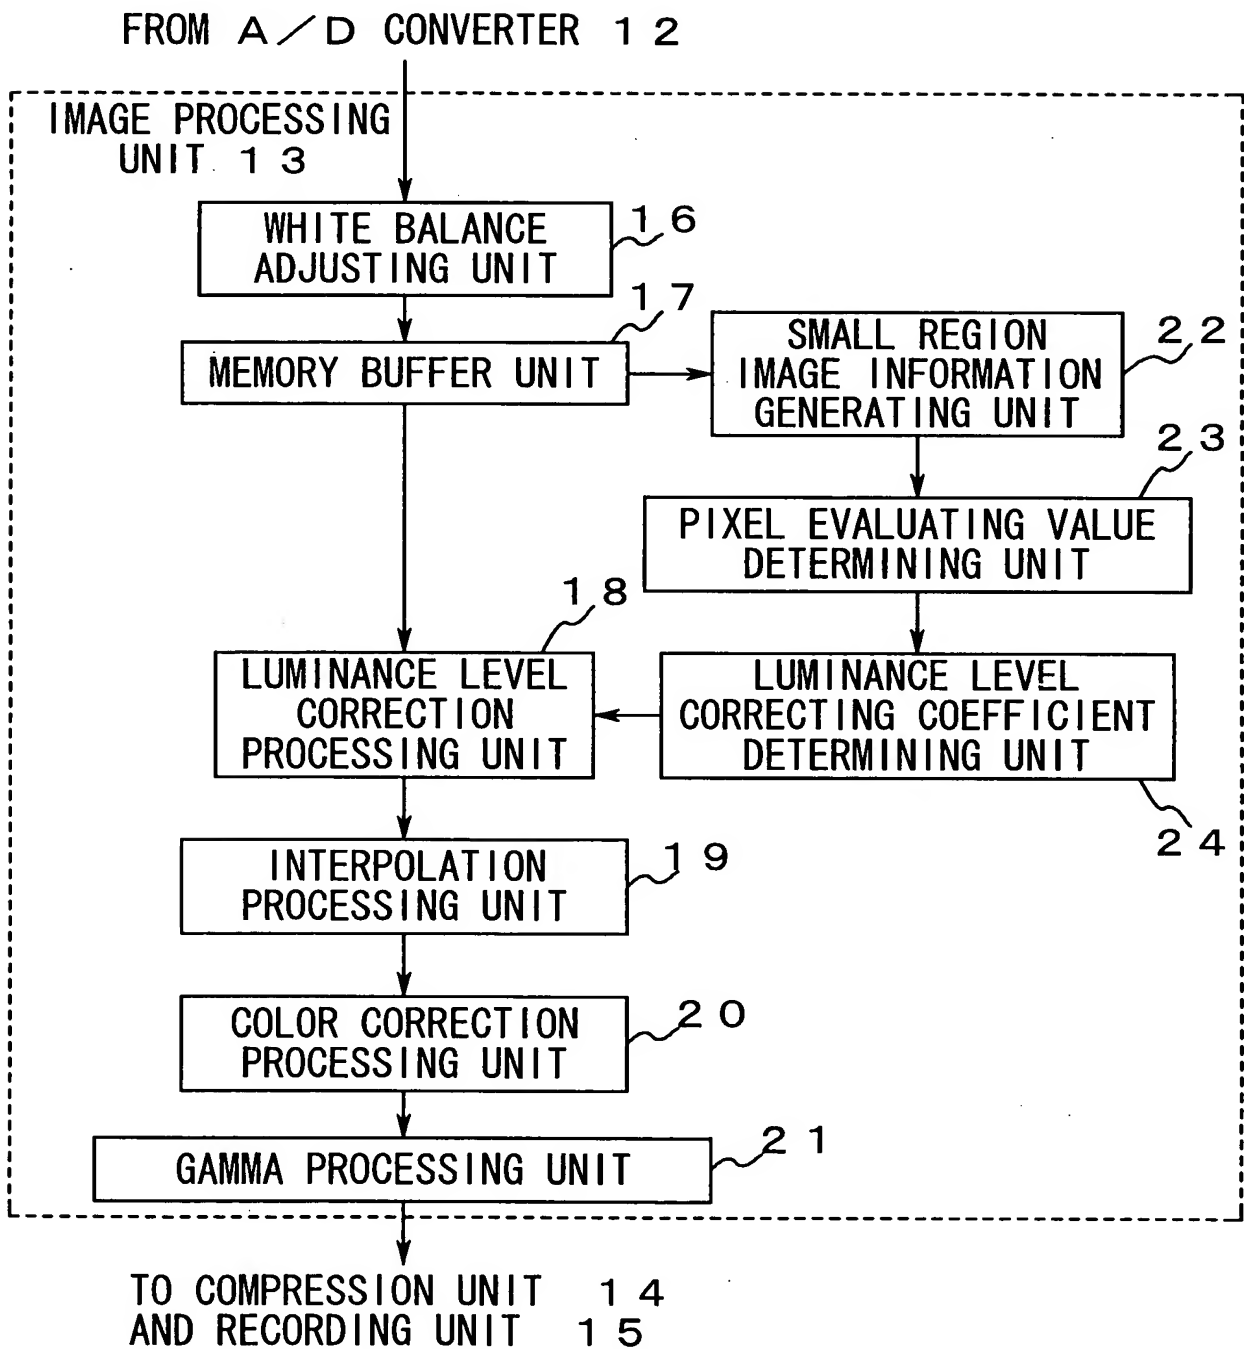 FROM A/D CONVERTER 12
IMAGE PROCESSING
UNIT 13
WHITE BALANCE
ADJUSTING UNIT
16
MEMORY BUFFER UNIT
17
SMALL REGION
IMAGE INFORMATION
GENERATING UNIT
22
PIXEL EVALUATING VALUE
DETERMINING UNIT
23
LUMINANCE LEVEL
CORRECTION
PROCESSING UNIT
18
LUMINANCE LEVEL
CORRECTING COEFFICIENT
DETERMINING UNIT
24
INTERPOLATION
PROCESSING UNIT
19
COLOR CORRECTION
PROCESSING UNIT
20
GAMMA PROCESSING UNIT
21
TO COMPRESSION UNIT 14
AND RECORDING UNIT 15